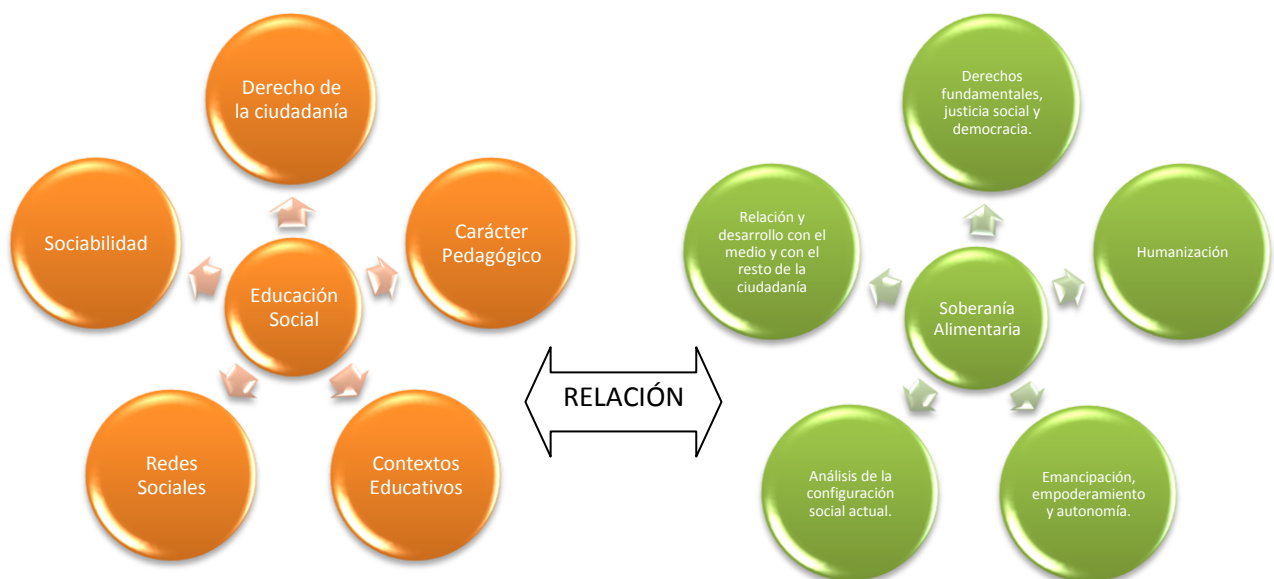 Derecho de
la ciudadanía
Carácter
Pedagógico
Contextos
Educativos
Redes
Sociales
Sociabilidad
Educación
Social
RELACIÓN
Derechos
fundamentales,
justicia social y
democracia.
Humanización
Emancipación,
empoderamiento
y autonomía.
Análisis de la
configuración
social actual.
Relación y
desarrollo con el
medio y con el
resto de la
ciudadanía
Soberanía
Alimentaria